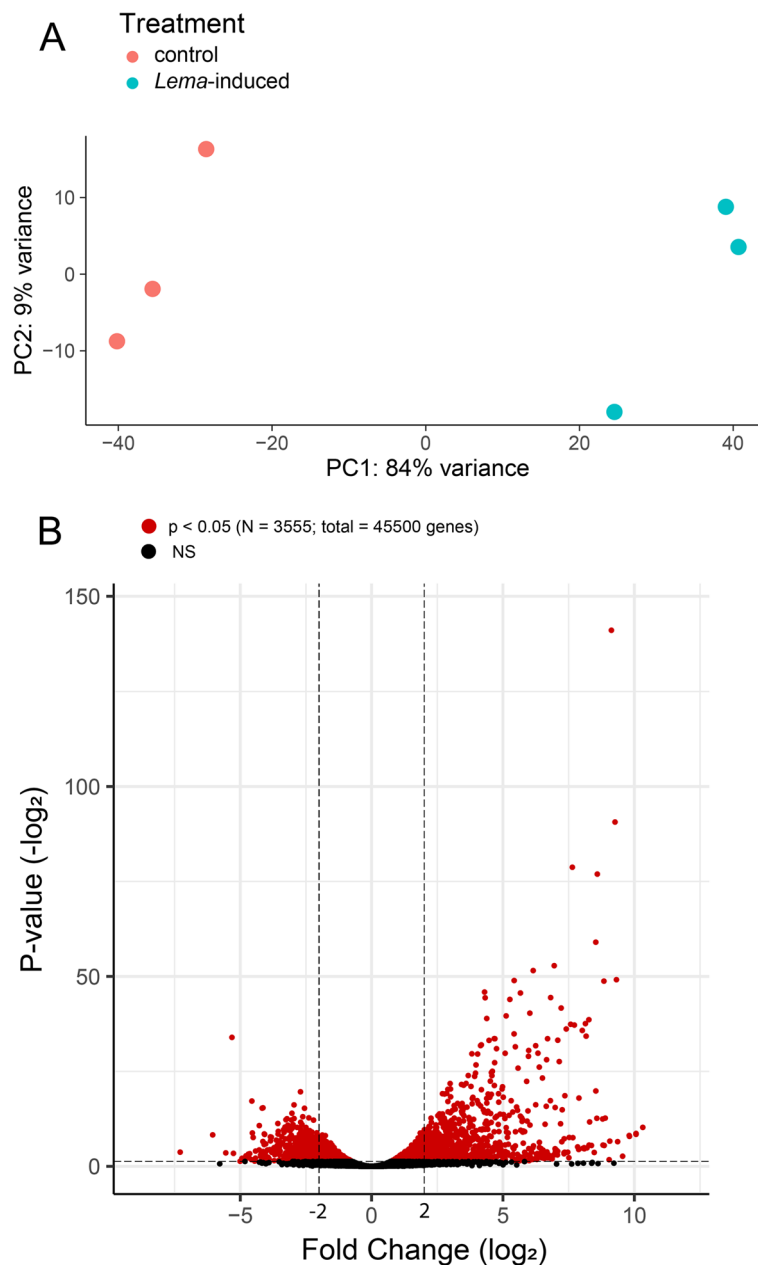 A
Treatment
control
Lema-induced
PC2: 9% variance
10
0
−10
−40
−20
0
20
40
PC1: 84% variance
B
p < 0.05 (N = 3555; total = 45500 genes)
NS
P-value (-log₂)
150
100
50
0
−5
-2
0
2
5
10
Fold Change (log₂)